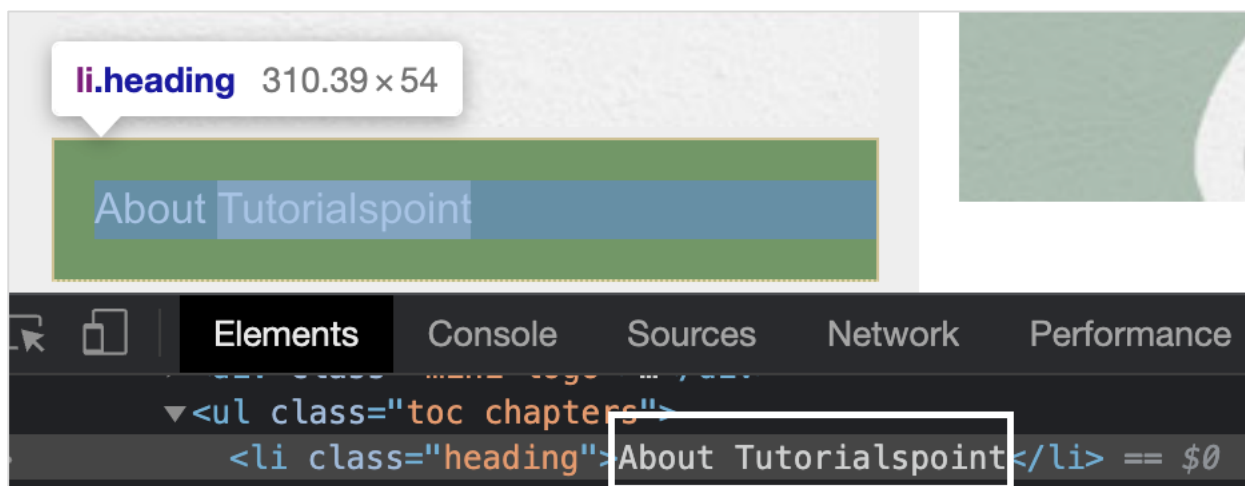 li.heading 310.39 × 54
About Tutorialspoint
Elements Console Sources Network Performance
▼<ul class="toc chapters">
<li class="heading">About Tutorialspoint</li> == $0